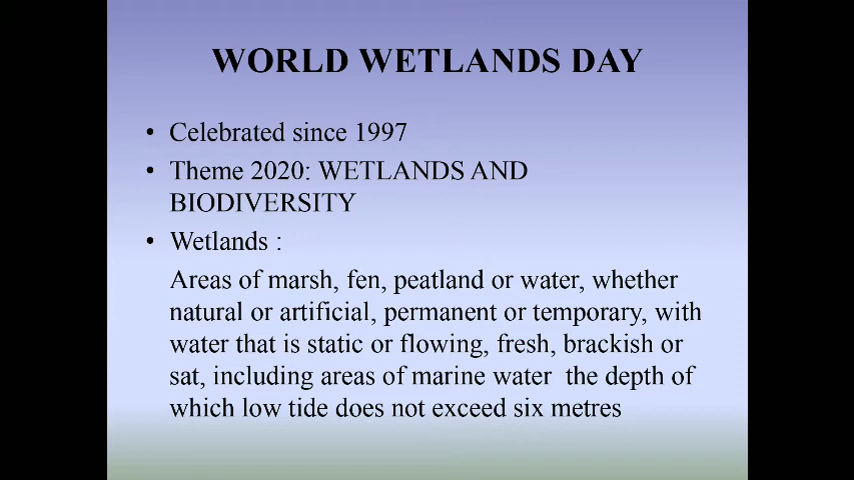 WORLD WETLANDS DAY
• Celebrated since 1997
• Theme 2020: WETLANDS AND
BIODIVERSITY
• Wetlands :
Areas of marsh, fen, peatland or water, whether
natural or artificial, permanent or temporary, with
water that is static or flowing, fresh, brackish or
sat, including areas of marine water  the depth of
which low tide does not exceed six metres